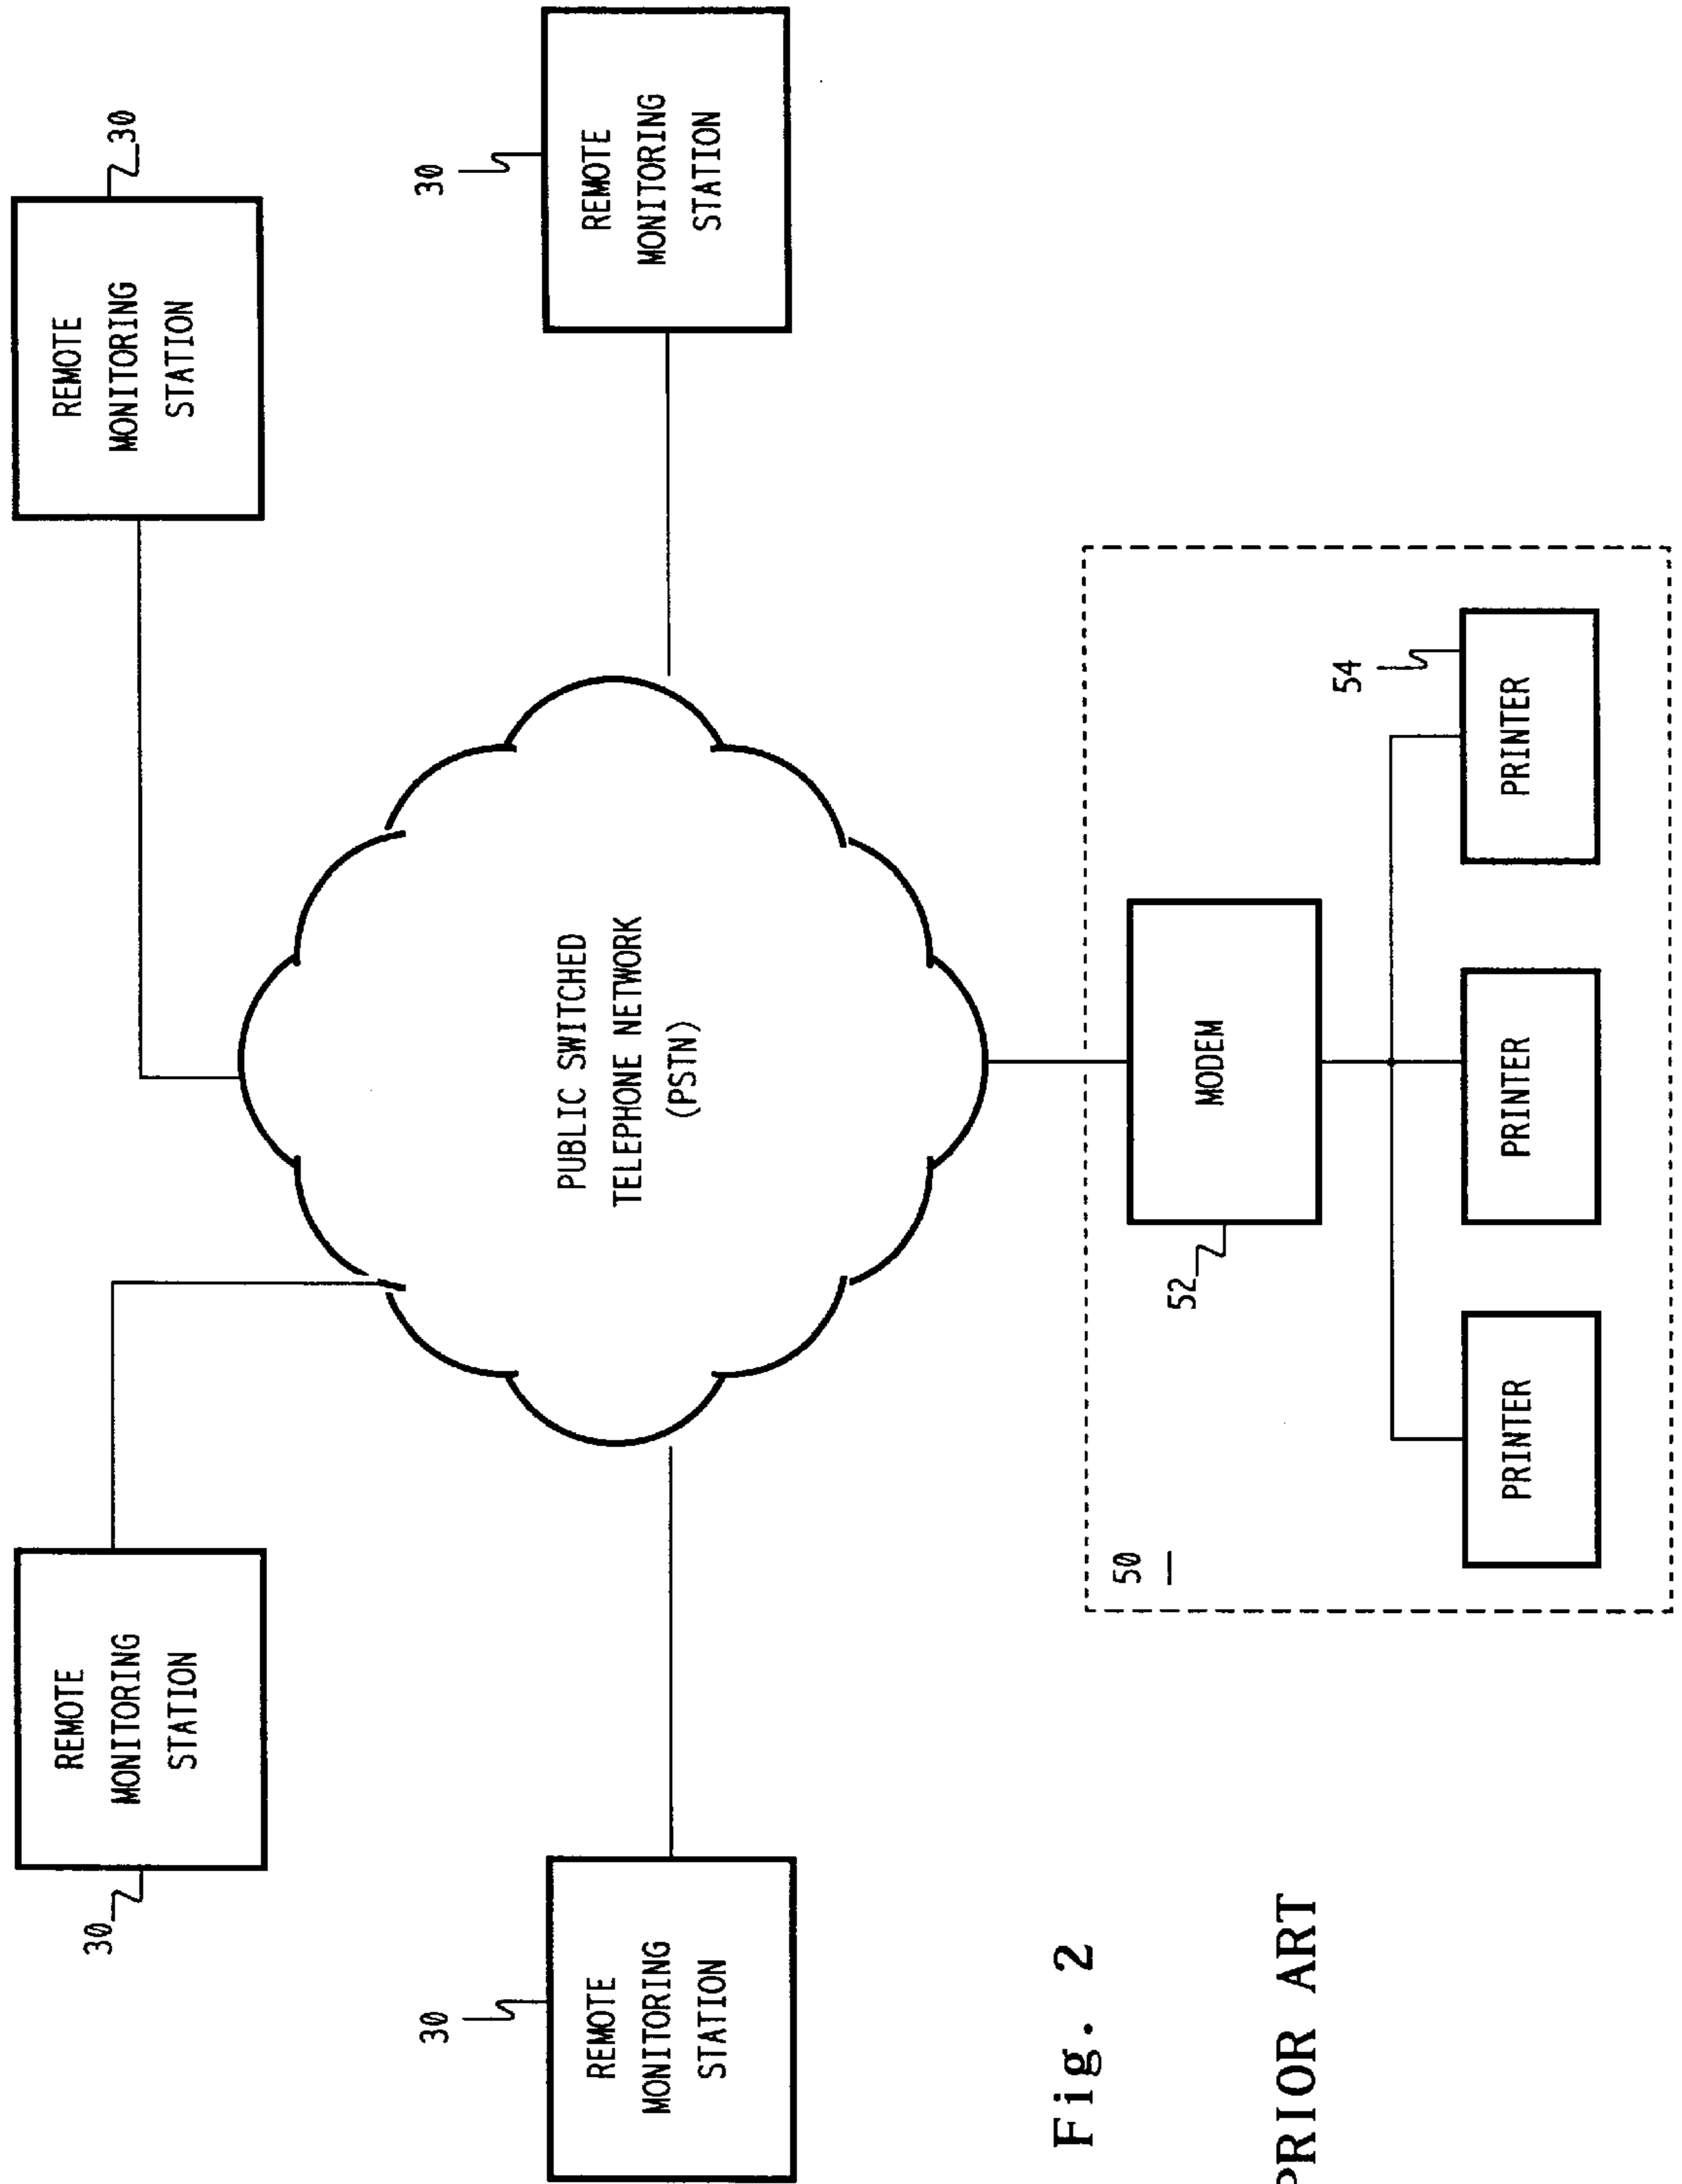 30
REMOTE
MONITORING
STATION
REMOTE
MONITORING
STATION
30
30
REMOTE
MONITORING
STATION
30
REMOTE
MONITORING
STATION
PUBLIC SWITCHED
TELEPHONE NETWORK
(PSTN)
50
52
MODEM
54
PRINTER
PRINTER
PRINTER
Fig. 2
PRIOR ART